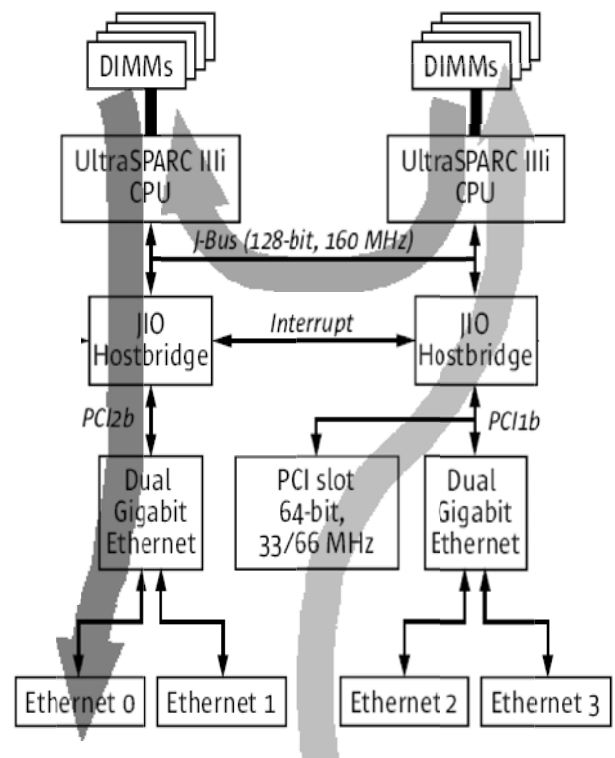 DIMMs
DIMMs
UltraSPARC IIIi
CPU
UltraSPARC IIIi
CPU
J-Bus (128-bit, 160 MHz)
JIO
Hostbridge
Interrupt
JIO
Hostbridge
PCI2b
PCI1b
Dual
Gigabit
Ethernet
PCI slot
64-bit,
33/66 MHz
Dual
Gigabit
Ethernet
Ethernet 0
Ethernet 1
Ethernet 2
Ethernet 3